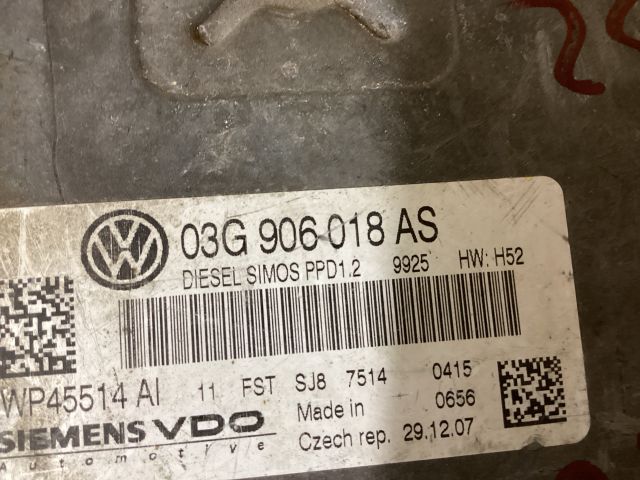 03G 906 018 AS
DIESEL SIMOS PPD1.2 9925 HW: H52
WP45514 AI 11 FST SJ8 7514 0415
Made in 0656
SIEMENS VDO
Automotive
Czech rep. 29.12.07